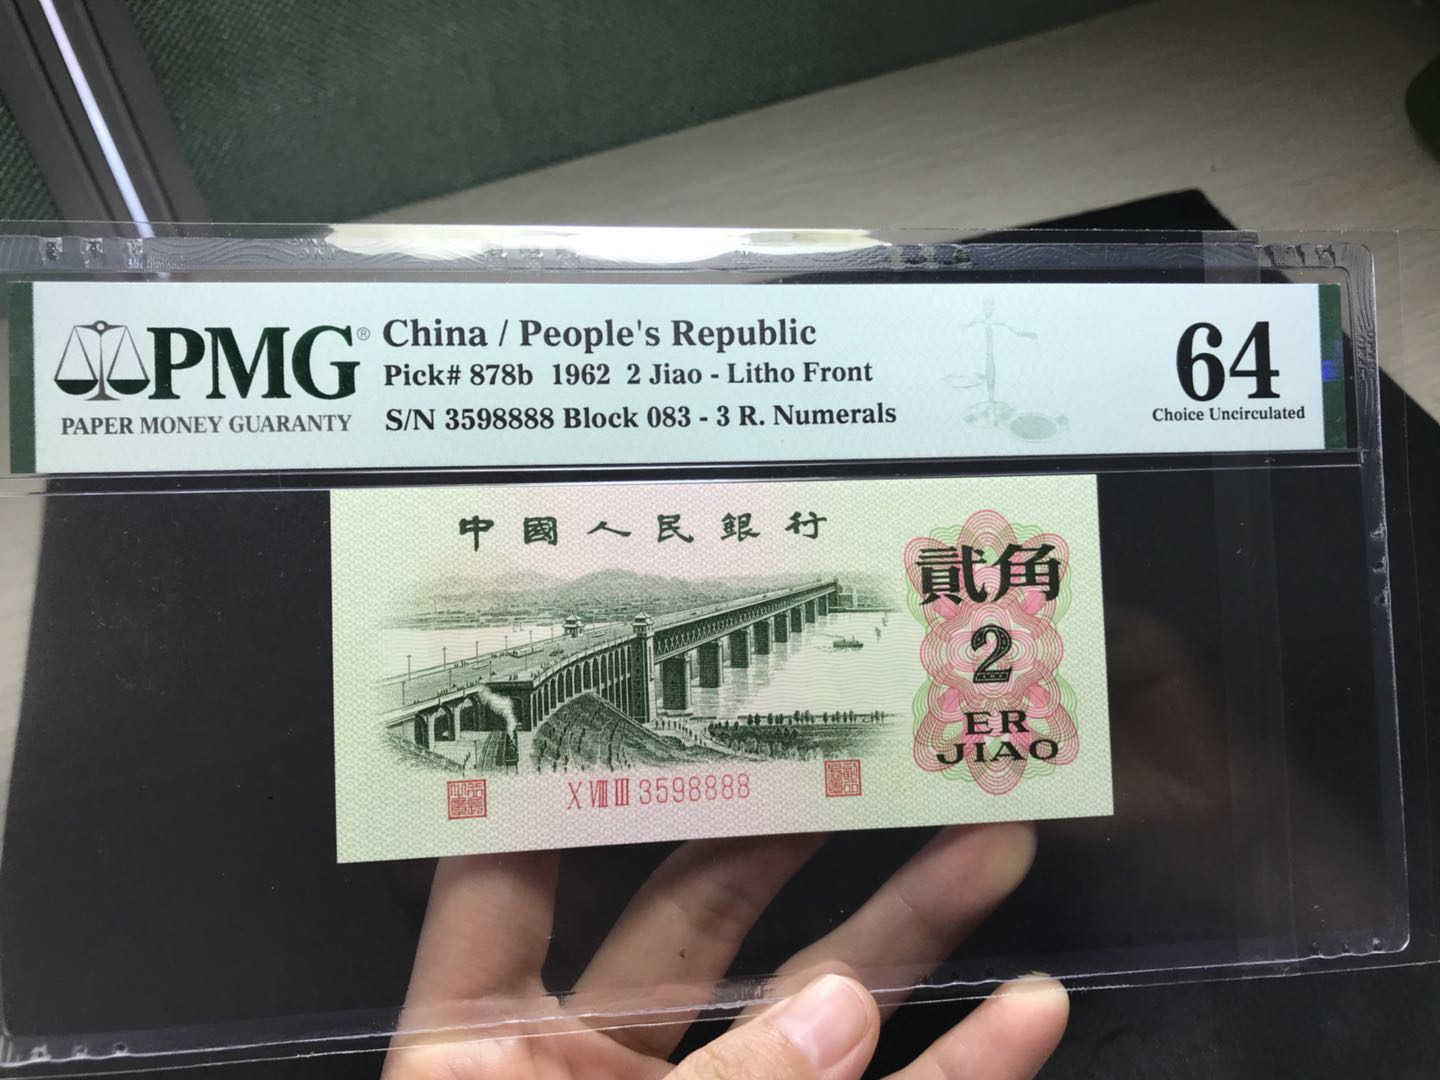 PMG®
PAPER MONEY GUARANTY
China / People's Republic
Pick# 878b 1962 2 Jiao - Litho Front
S/N 3598888 Block 083 - 3 R. Numerals
64
Choice Uncirculated
中國人民銀行
貳角
2
ER
JIAO
X VIII III 3598888